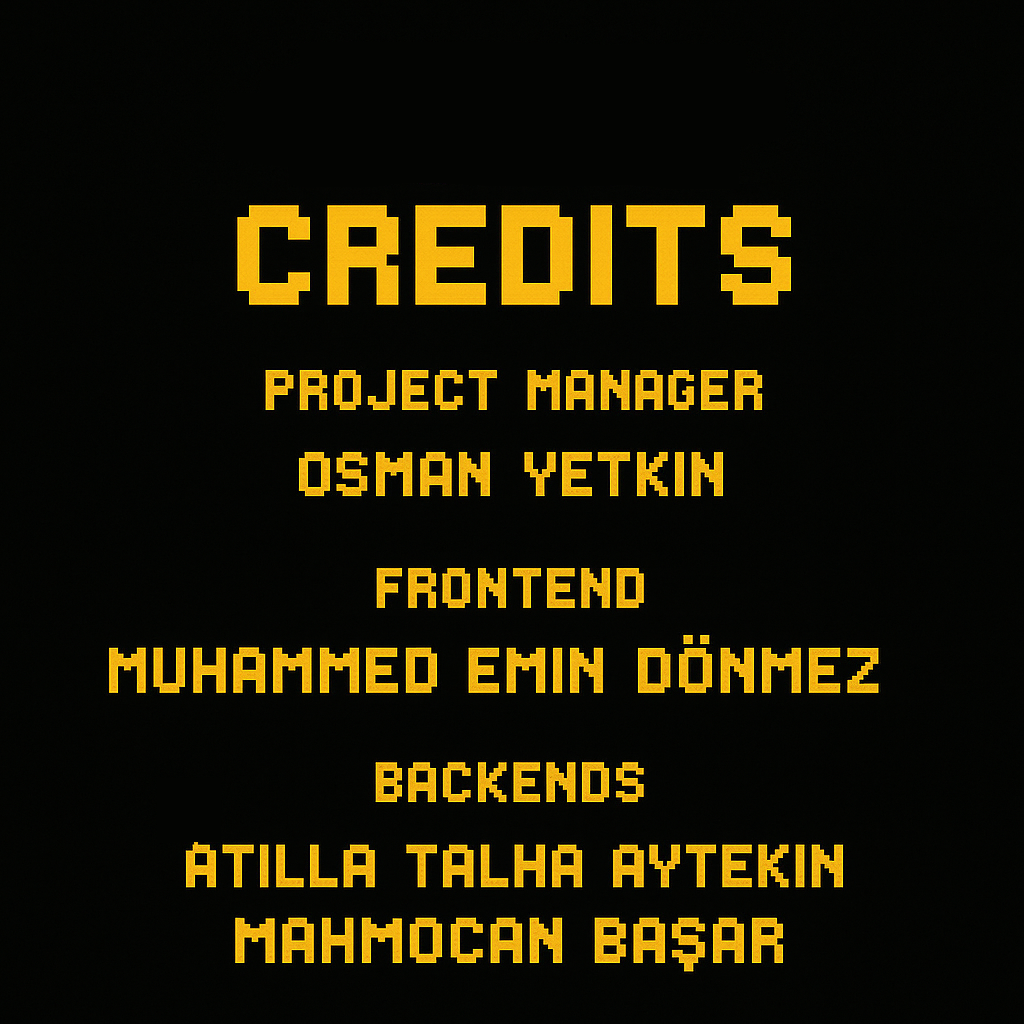 CREDITS
PROJECT MANAGER
OSMAN YETKIN
FRONTEND
MUHAMMED EMIN DÖNMEZ
BACKENDS
ATILLA TALHA AYTEKIN
MAHMOCAN BAŞAR